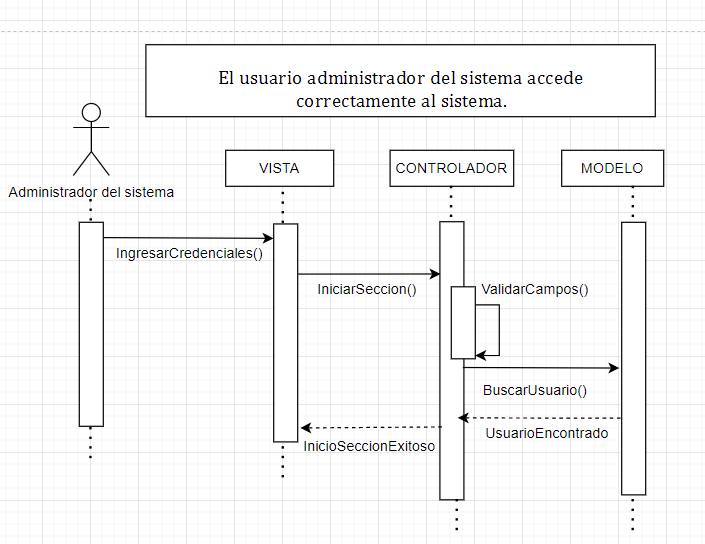 El usuario administrador del sistema accede
correctamente al sistema.
Administrador del sistema
VISTA
CONTROLADOR
MODELO
IngresarCredenciales()
IniciarSeccion()
ValidarCampos()
BuscarUsuario()
UsuarioEncontrado
InicioSeccionExitoso